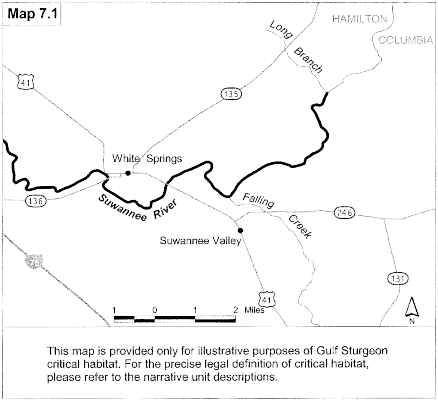 Map 7.1
HAMILTON
COLUMBIA
Long
Branch
41
135
White Springs
136
Suwannee River
Falling
Creek
246
Suwannee Valley
131
41
1 0 1 2 Miles
N
This map is provided only for illustrative purposes of Gulf Sturgeon
critical habitat. For the precise legal definition of critical habitat,
please refer to the narrative unit descriptions.